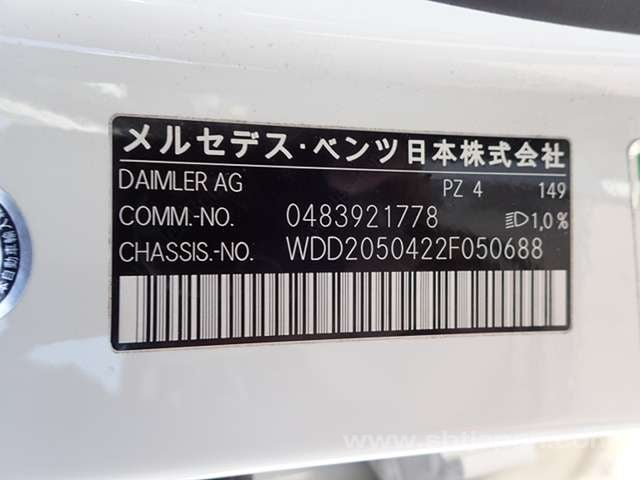 メルセデス・ベンツ日本株式会社
DAIMLER AG PZ 4 149
COMM.-NO. 0483921778 1,0%
CHASSIS.-NO. WDD2050422F050688